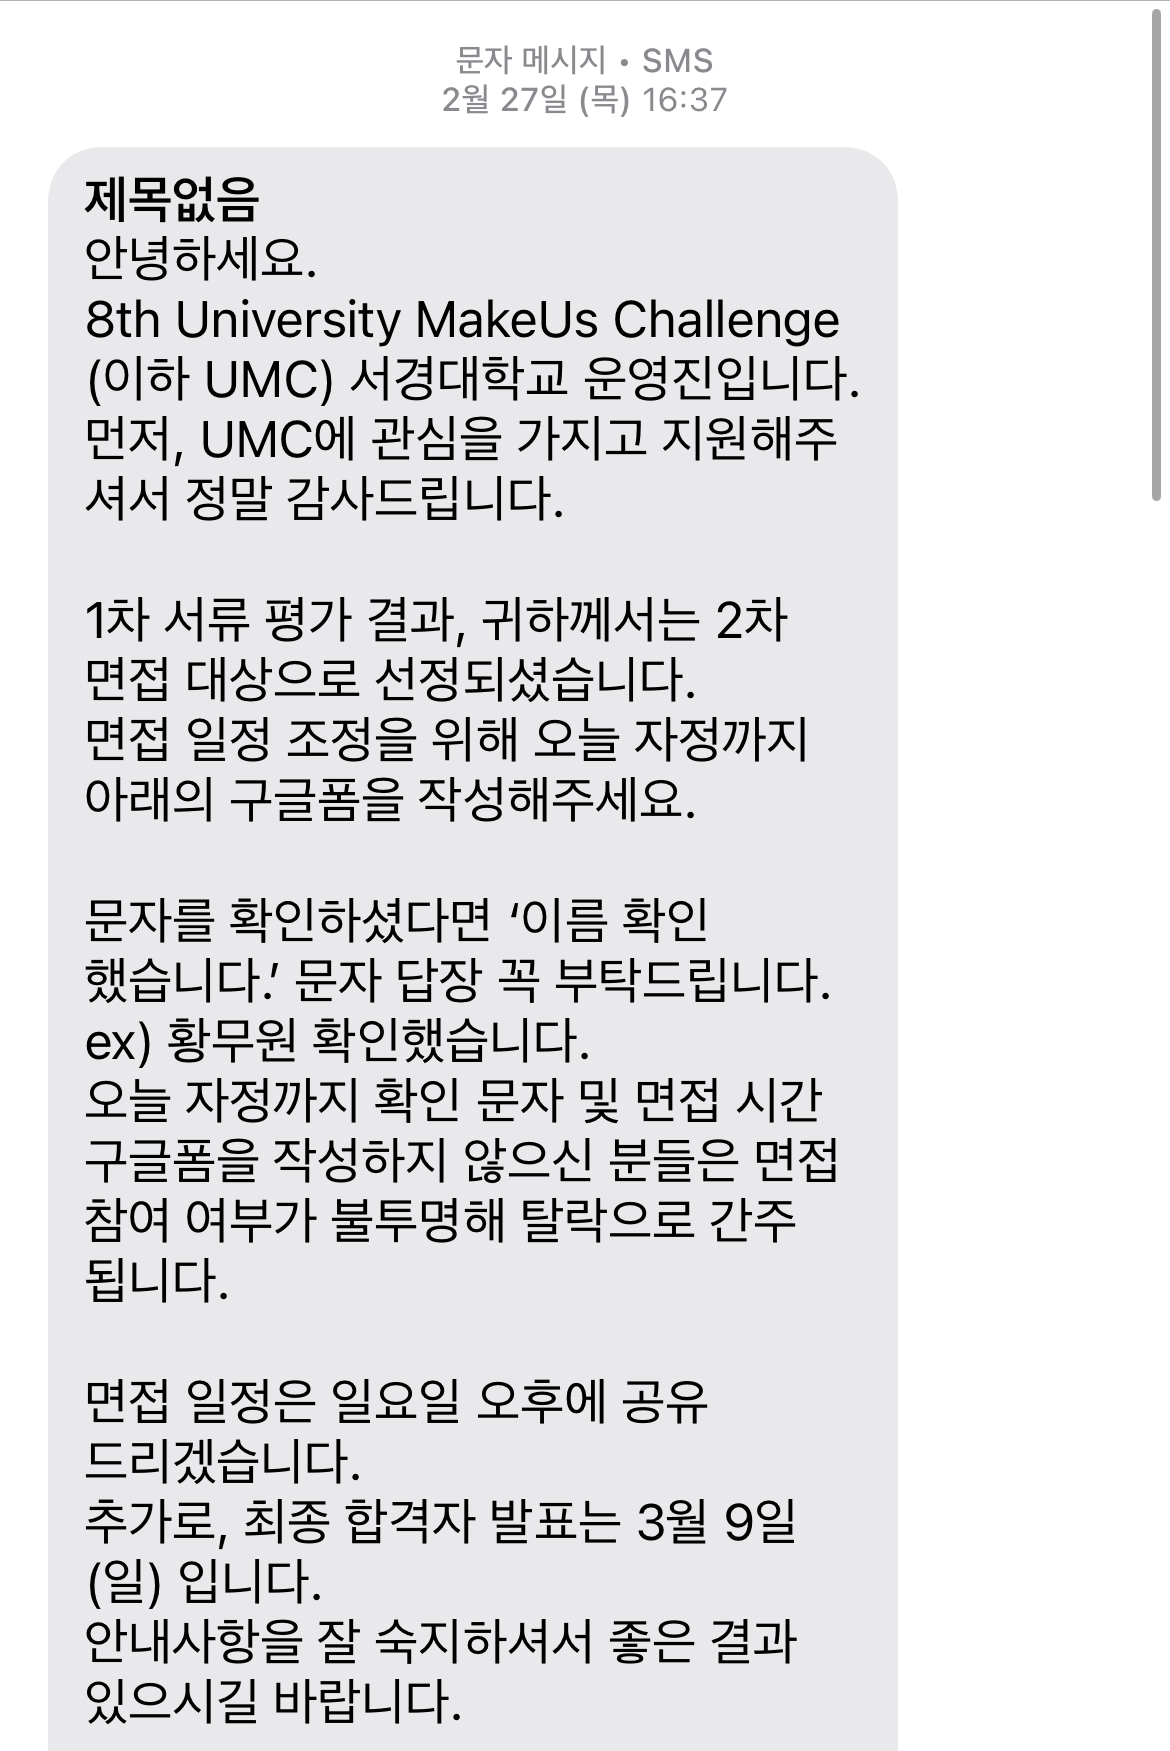 문자 메시지 • SMS
2월 27일 (목) 16:37
제목없음
안녕하세요.
8th University MakeUs Challenge
(이하 UMC) 서경대학교 운영진입니다.
먼저, UMC에 관심을 가지고 지원해주
셔서 정말 감사드립니다.
1차 서류 평가 결과, 귀하께서는 2차
면접 대상으로 선정되셨습니다.
면접 일정 조정을 위해 오늘 자정까지
아래의 구글폼을 작성해주세요.
문자를 확인하셨다면 ‘이름 확인
했습니다.’ 문자 답장 꼭 부탁드립니다.
ex) 황무원 확인했습니다.
오늘 자정까지 확인 문자 및 면접 시간
구글폼을 작성하지 않으신 분들은 면접
참여 여부가 불투명해 탈락으로 간주
됩니다.
면접 일정은 일요일 오후에 공유
드리겠습니다.
추가로, 최종 합격자 발표는 3월 9일
(일) 입니다.
안내사항을 잘 숙지하셔서 좋은 결과
있으시길 바랍니다.